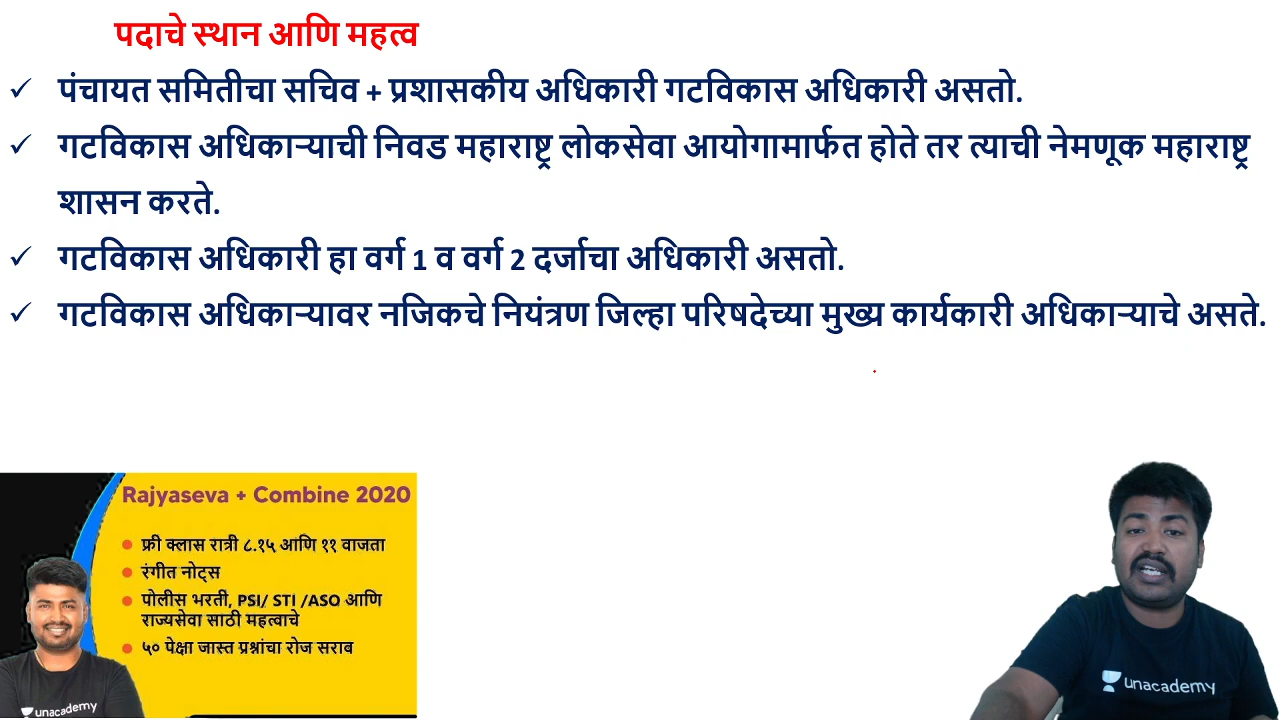 पदाचे स्थान आणि महत्व
✓ पंचायत समितीचा सचिव + प्रशासकीय अधिकारी गटविकास अधिकारी असतो.
✓ गटविकास अधिकाऱ्याची निवड महाराष्ट्र लोकसेवा आयोगामार्फत होते तर त्याची नेमणूक महाराष्ट्र
शासन करते.
✓ गटविकास अधिकारी हा वर्ग 1 व वर्ग 2 दर्जाचा अधिकारी असतो.
✓ गटविकास अधिकाऱ्यावर नजिकचे नियंत्रण जिल्हा परिषदेच्या मुख्य कार्यकारी अधिकाऱ्याचे असते.
Rajyaseva + Combine 2020
फ्री क्लास रात्री ८.१५ आणि ११ वाजता
रंगीत नोट्स
पोलीस भरती, PSI/ STI /ASO आणि
राज्यसेवा साठी महत्वाचे
५० पेक्षा जास्त प्रश्नांचा रोज सराव
unacademy
unacademy